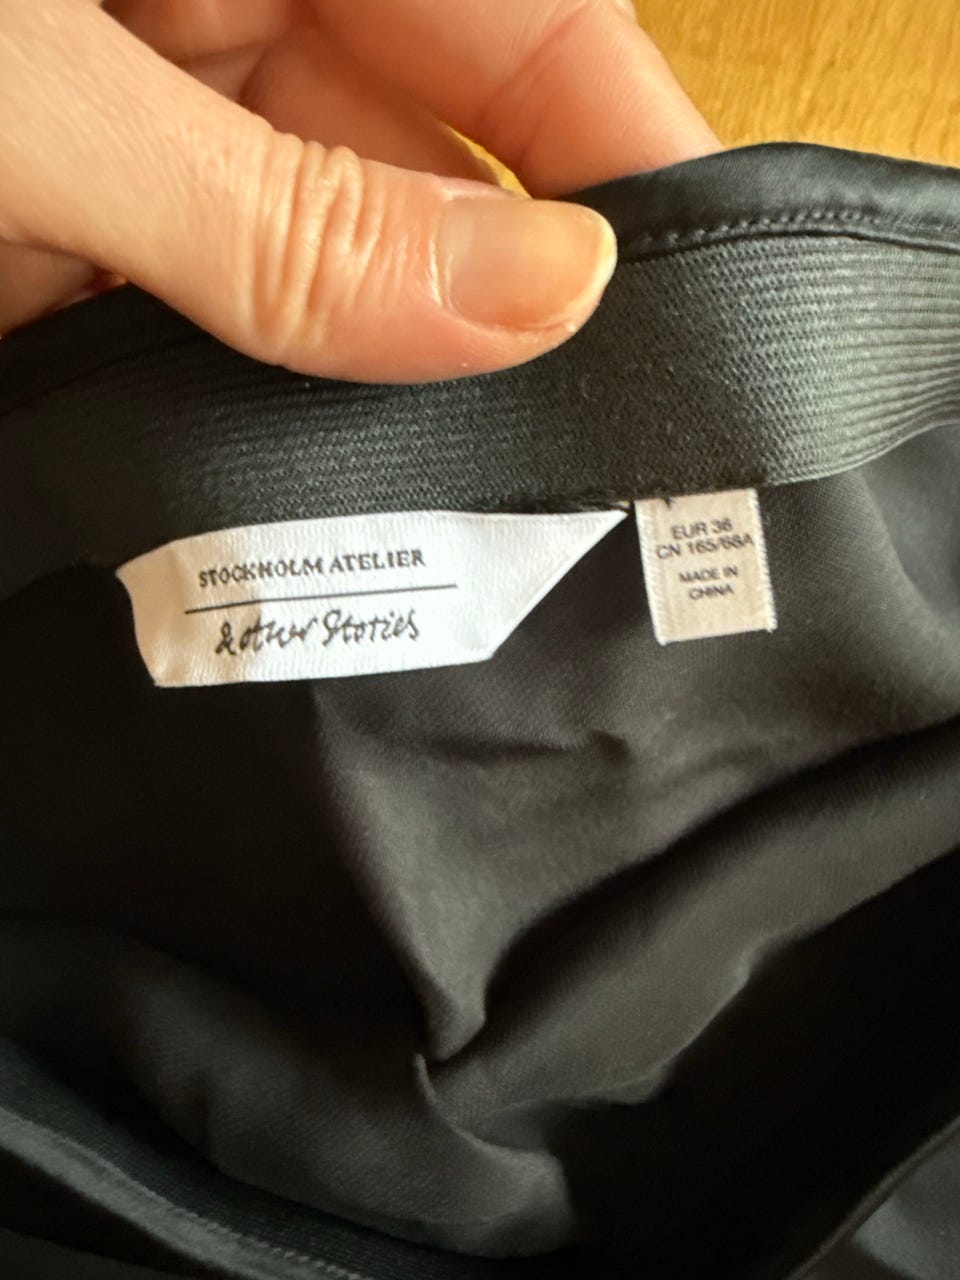 STOCKHOLM ATELIER
& other Stories
EUR 36
CN 165/68A
MADE IN
CHINA